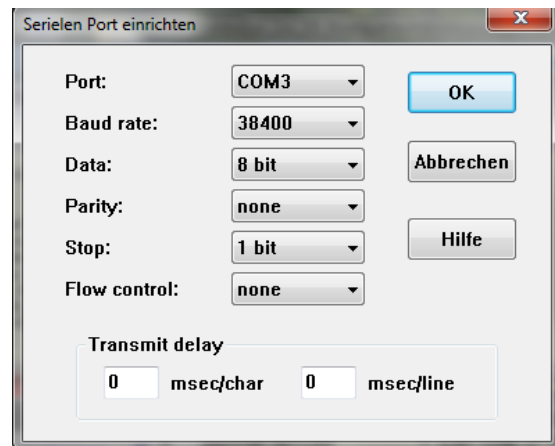 Serielen Port einrichten
Port: COM3
OK
Baud rate: 38400
Data: 8 bit
Abbrechen
Parity: none
Stop: 1 bit
Hilfe
Flow control: none
Transmit delay
0 msec/char 0 msec/line